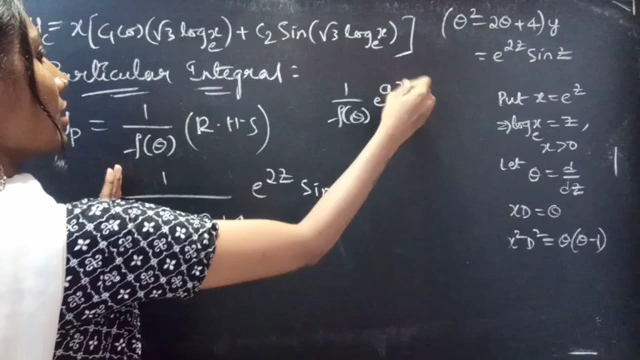 = x[C₁Cos(√3 logₑx) + C₂ Sin(√3 logₑx)]
Particular Integral:
p = 1/f(θ) (R.H.S)
1
e^2z Sin
1/f(θ) e^a
(θ² - 2θ + 4) y
= e^2z Sin z
Put x = e^z
⇒ logₑx = z,
x > 0
Let θ = d/dz
xD = θ
x²D² = θ(θ-1)